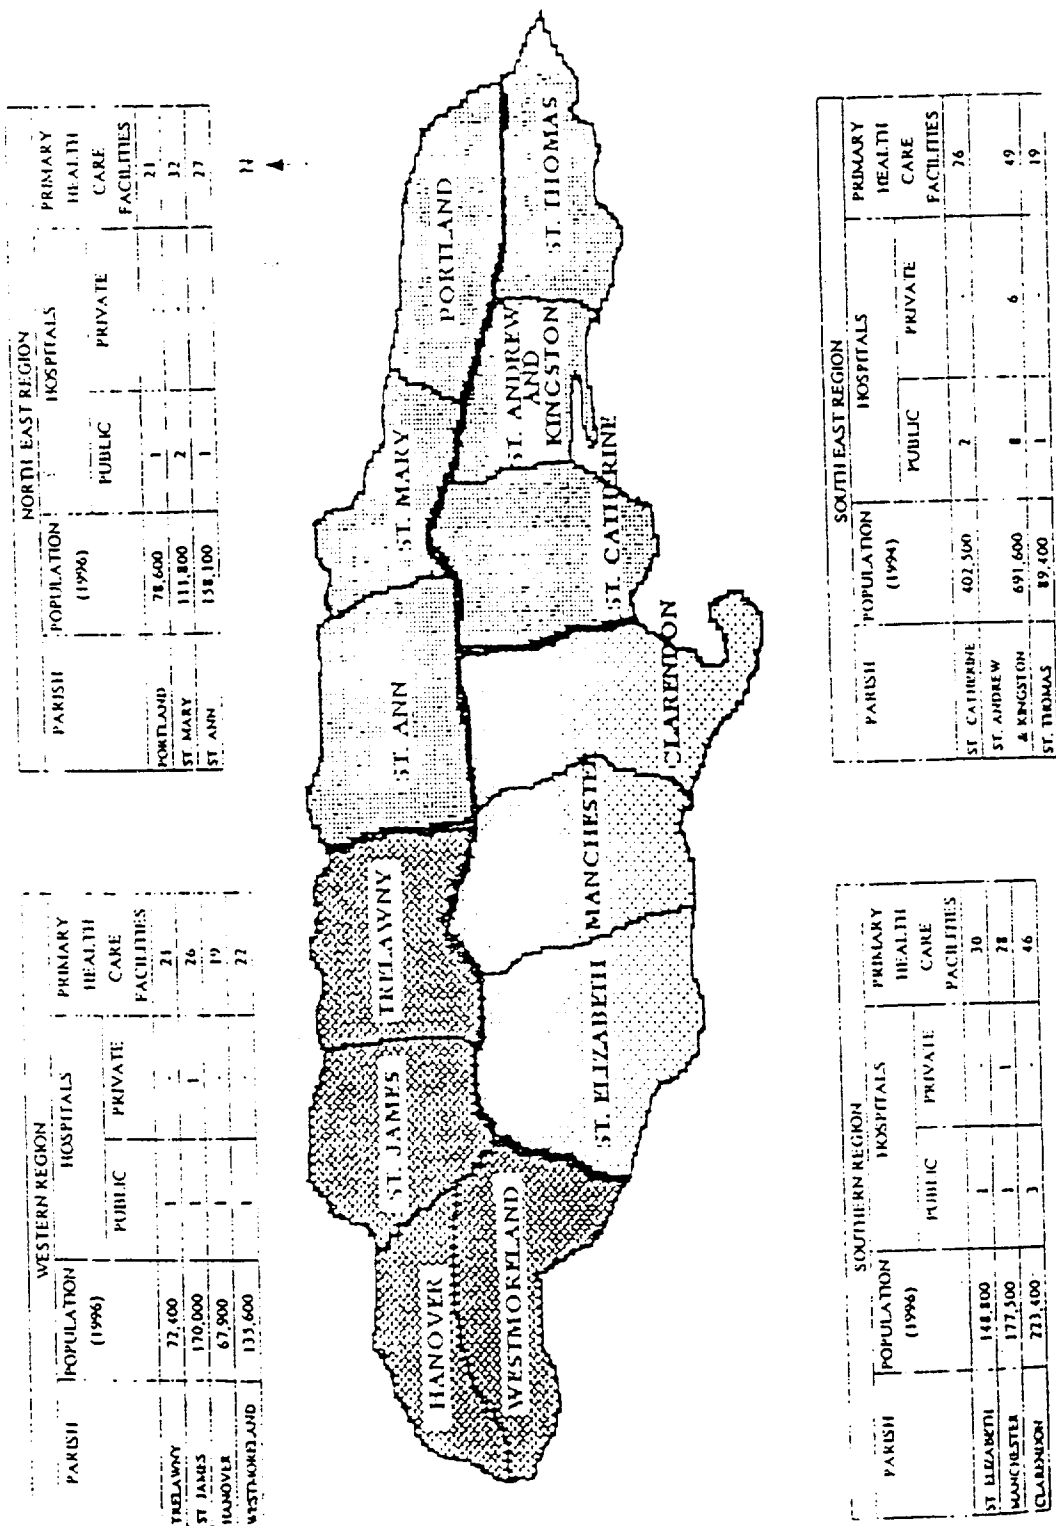 WESTERN REGION
PARISH POPULATION HOSPITALS PRIMARY
(1996) HEALTH
PUBLIC PRIVATE CARE
FACILITIES
TRELAWNY 72,400 1 .
ST JAMES 170,000 1 1 26
HANOVER 67,900 1 . 19
WESTMORELAND 1 . 22
NORTH EAST REGION
PARISH POPULATION HOSPITALS PRIMARY
(1996) HEALTH
PUBLIC PRIVATE CARE
FACILITIES
PORTLAND 78,600 1 . 21
ST MARY 111,800 2 . 32
ST ANN 158,100 1 . 27
N
HANOVER
WESTMORELAND
ST. JAMES
TRELAWNY
ST. ELIZABETH
MANCHESTER
ST. ANN
CLARENDON
ST. MARY
ST. CATHERINE
ST. ANDREW
AND
KINGSTON
PORTLAND
ST. THOMAS
SOUTHERN REGION
PARISH POPULATION HOSPITALS PRIMARY
(1996) HEALTH
PUBLIC PRIVATE CARE
FACILITIES
ST ELIZABETH 148,800 1 . 30
MANCHESTER 177,500 1 1 28
CLARENDON 223,400 3 . 46
SOUTH EAST REGION
PARISH POPULATION HOSPITALS PRIMARY
(1994) HEALTH
PUBLIC PRIVATE CARE
FACILITIES
ST CATHERINE 402,500 2 . 26
ST. ANDREW
& KINGSTON 691,600 8 6 49
ST. THOMAS 89,400 1 . 19